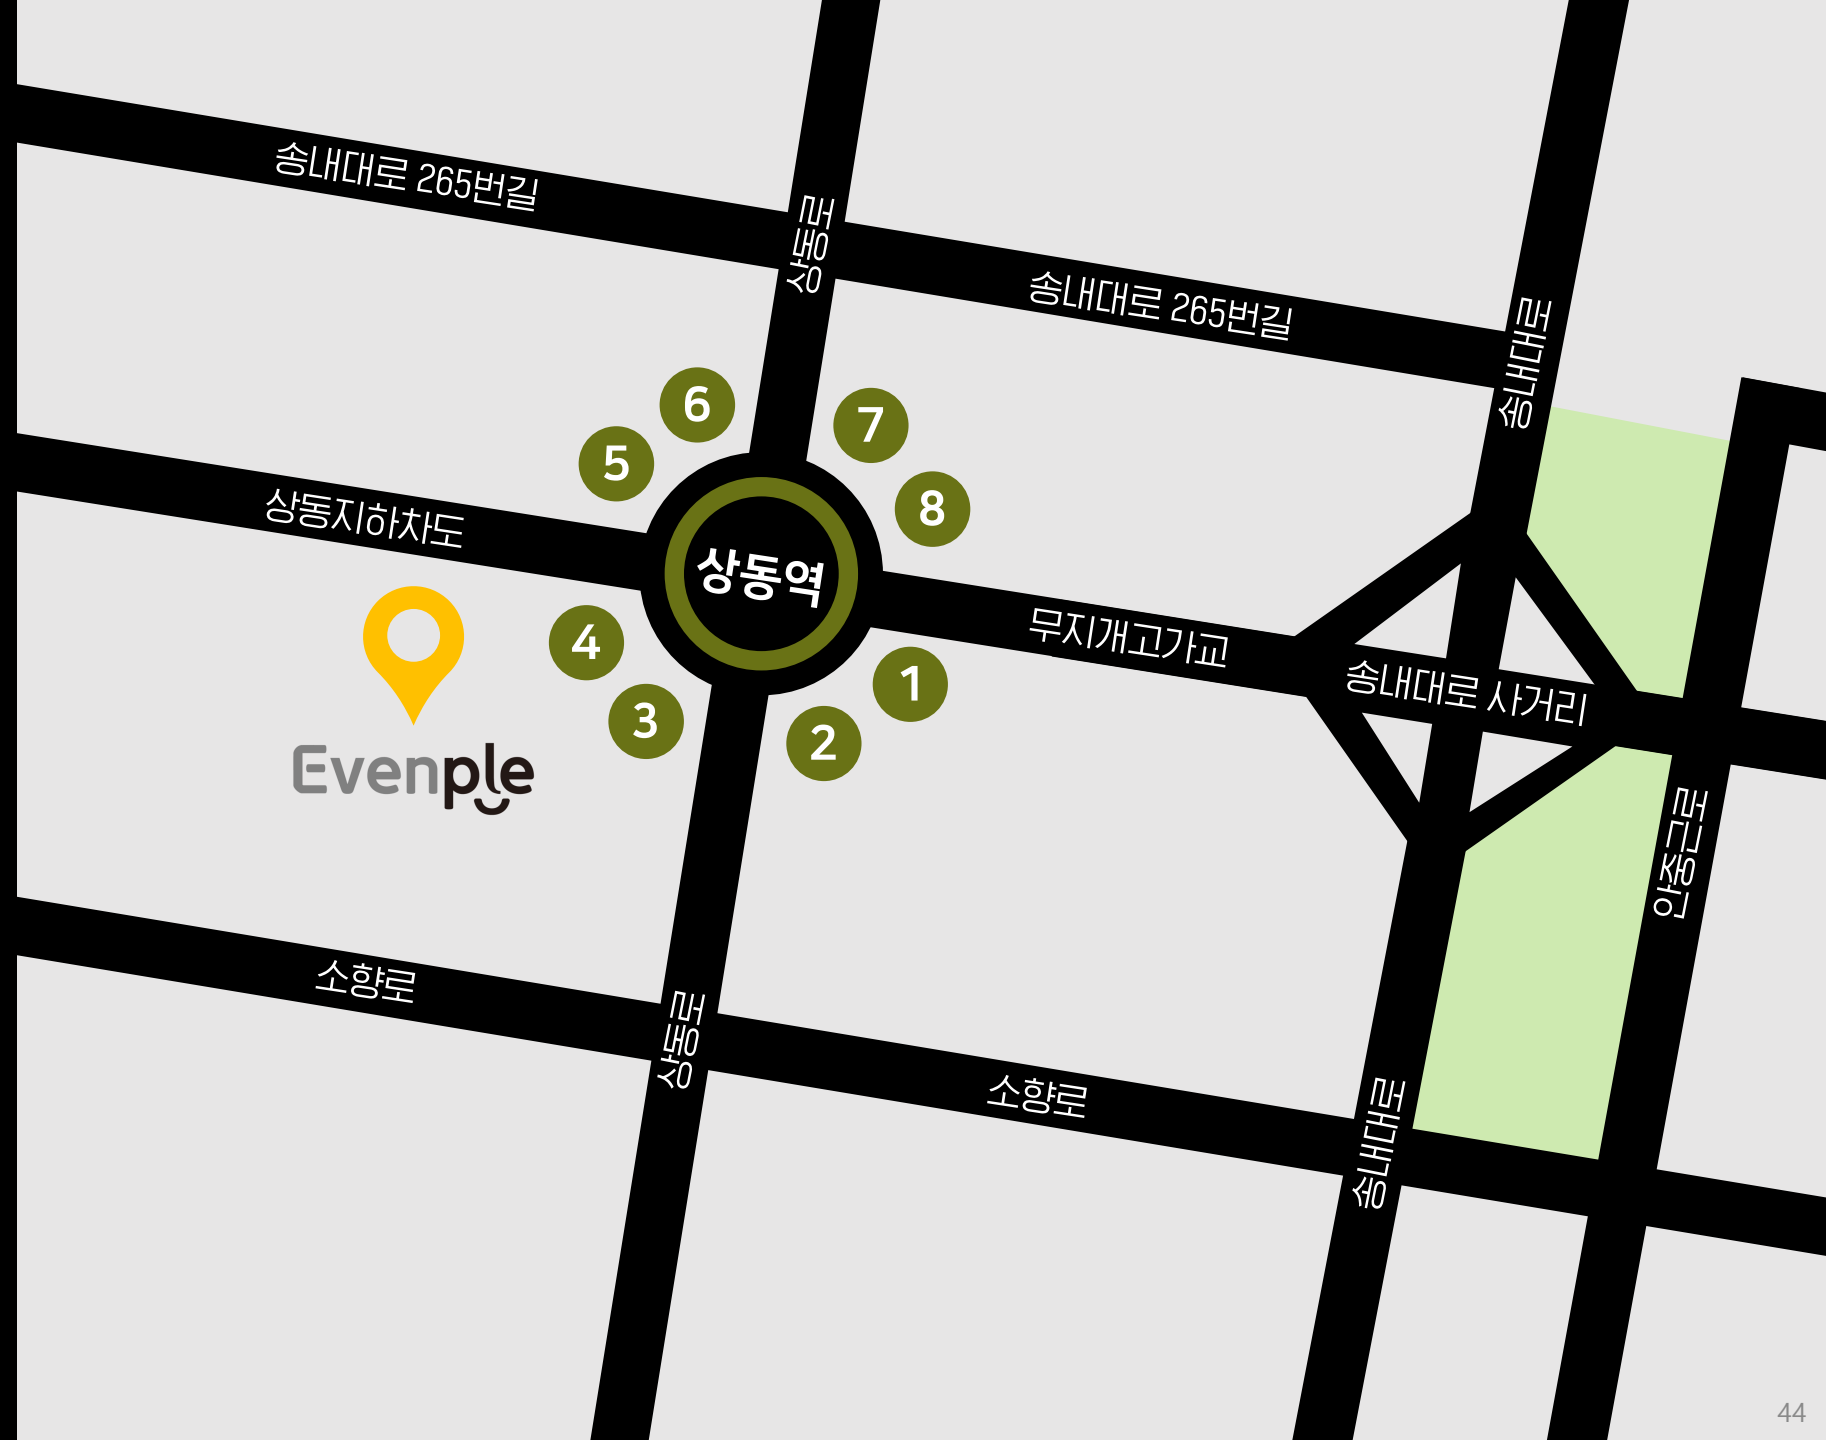 송내대로 265번길
상동로
송내대로 265번길
송내대로
6
7
5
8
상동지하차도
상동역
4
무지개고가교
1
송내대로 사거리
3
2
Evenple
안중근로
소향로
상동로
소향로
송내대로
44